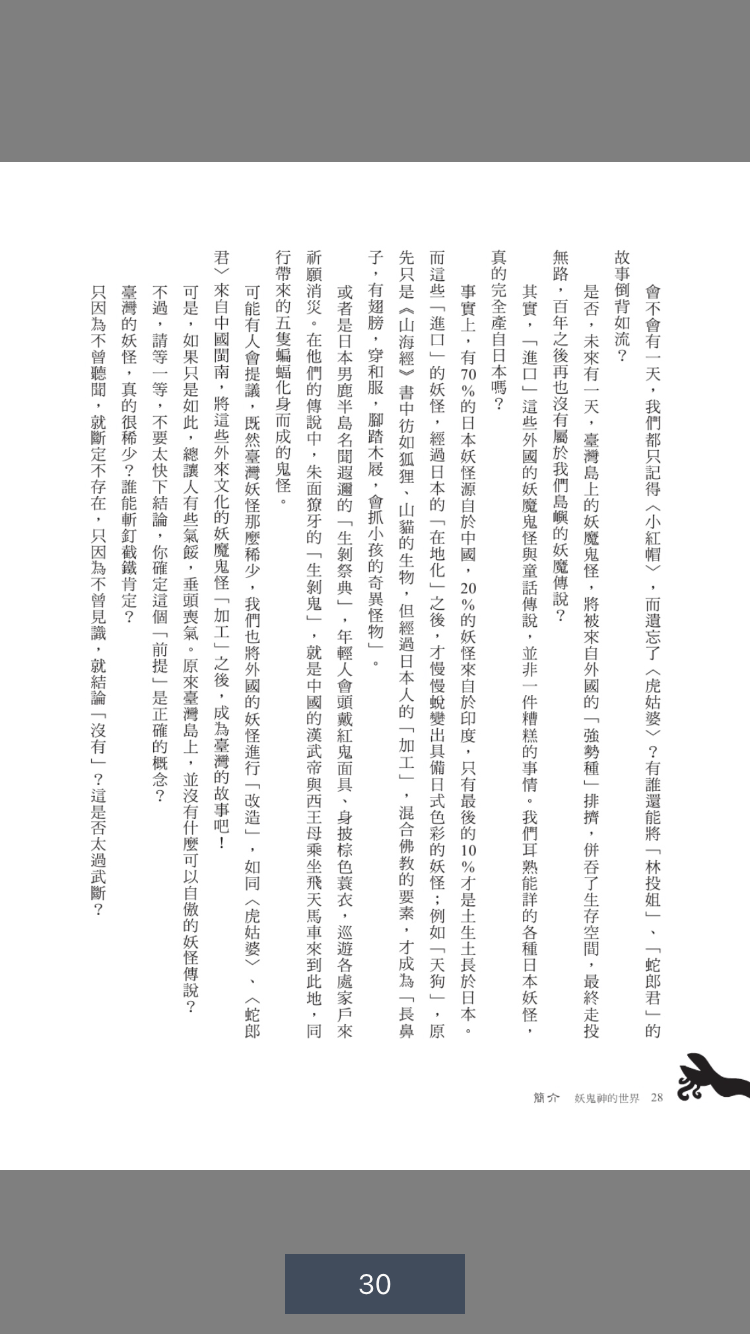 會不會有一天，我們都只記得〈小紅帽〉，而遺忘了〈虎姑婆〉？有誰還能將「林投姐」、「蛇郎君」的
故事倒背如流？
是否，未來有一天，臺灣島上的妖魔鬼怪，將被來自外國的「強勢種」排擠，併吞了生存空間，最終走投
無路，百年之後再也沒有屬於我們島嶼的妖魔傳說？
其實，「進口」這些外國的妖魔鬼怪與童話傳說，並非一件糟糕的事情。我們耳熟能詳的各種日本妖怪，
真的完全產自日本嗎？
事實上，有70%的日本妖怪源自於中國，20%的妖怪來自於印度，只有最後的10%才是土生土長於日本。
而這些「進口」的妖怪，經過日本的「在地化」之後，才慢慢蛻變出具備日式色彩的妖怪；例如「天狗」，原
先只是《山海經》書中彷如狐狸、山貓的生物，但經過日本人的「加工」，混合佛教的要素，才成為「長鼻
子，有翅膀，穿和服，腳踏木屐，會抓小孩的奇異怪物」。
或者是日本男鹿半島名聞遐邇的「生剝祭典」，年輕人會頭戴紅鬼面具、身披棕色蓑衣，巡遊各處家戶來
祈願消災。在他們的傳說中，朱面獠牙的「生剝鬼」，就是中國的漢武帝與西王母乘坐飛天馬車來到此地，同
行帶來的五隻蝙蝠化身而成的鬼怪。
可能有人會提議，既然臺灣妖怪那麼稀少，我們也將外國的妖怪進行「改造」，如同〈虎姑婆〉、〈蛇郎
君〉來自中國閩南，將這些外來文化的妖魔鬼怪「加工」之後，成為臺灣的故事吧！
可是，如果只是如此，總讓人有些氣餒，垂頭喪氣。原來臺灣島上，並沒有什麼可以自傲的妖怪傳說？
不過，請等一等，不要太快下結論，你確定這個「前提」是正確的概念？
臺灣的妖怪，真的很稀少？誰能斬釘截鐵肯定？
只因為不曾聽聞，就斷定不存在，只因為不曾見識，就結論「沒有」？這是否太過武斷？
簡介 妖鬼神的世界 28
30